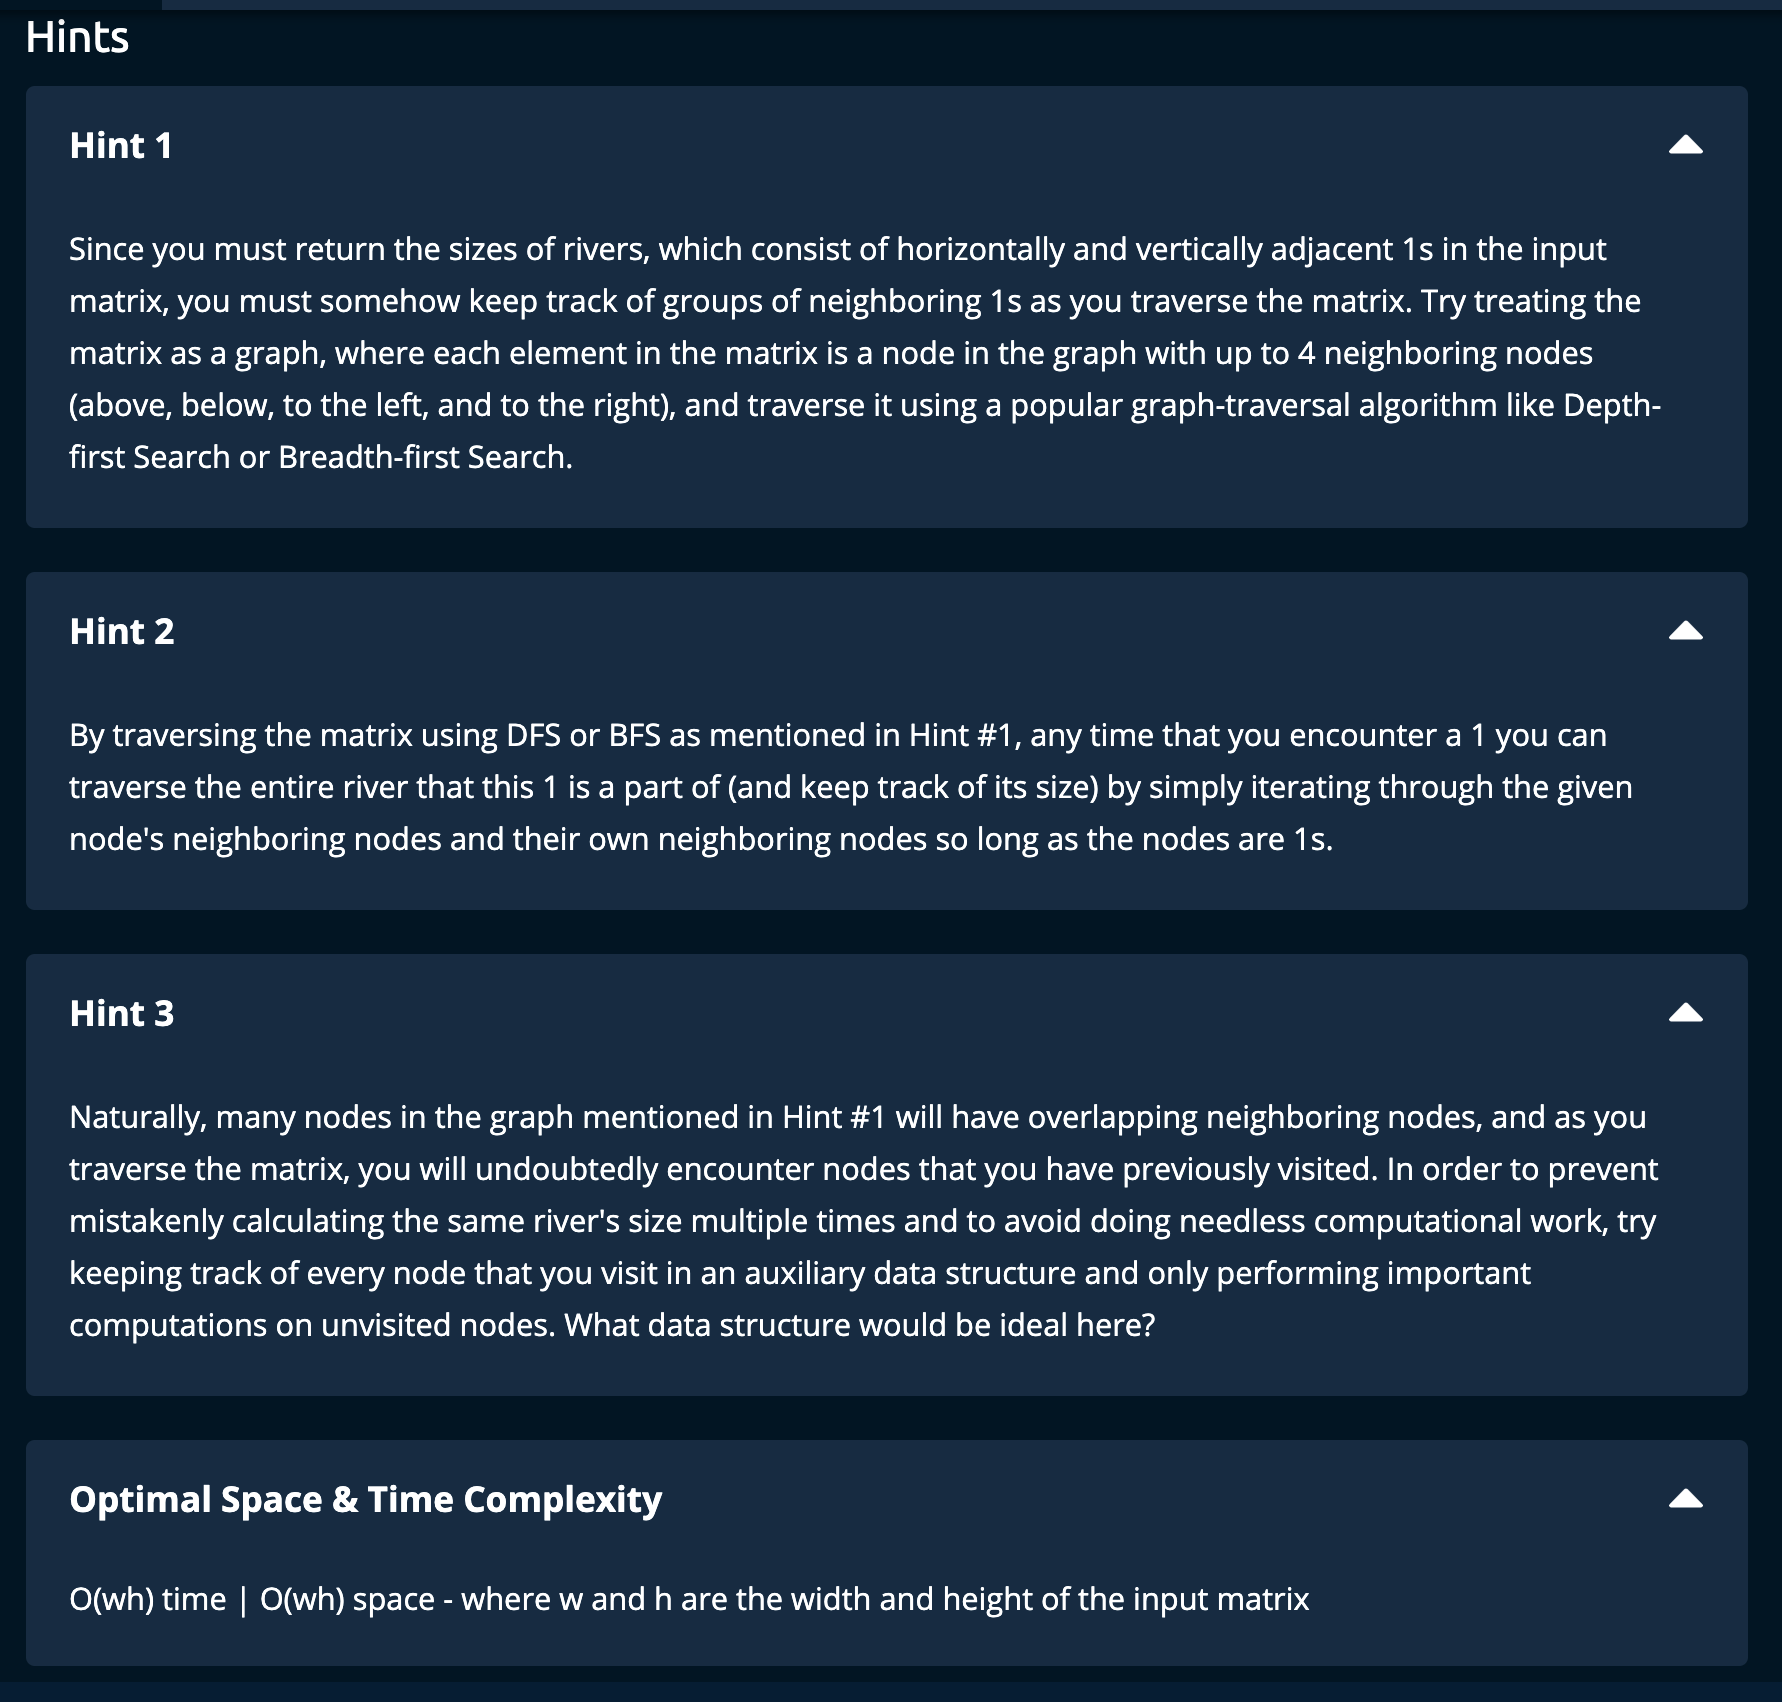 Hints
Hint 1
Since you must return the sizes of rivers, which consist of horizontally and vertically adjacent 1s in the input
matrix, you must somehow keep track of groups of neighboring 1s as you traverse the matrix. Try treating the
matrix as a graph, where each element in the matrix is a node in the graph with up to 4 neighboring nodes
(above, below, to the left, and to the right), and traverse it using a popular graph-traversal algorithm like Depth-
first Search or Breadth-first Search.
Hint 2
By traversing the matrix using DFS or BFS as mentioned in Hint #1, any time that you encounter a 1 you can
traverse the entire river that this 1 is a part of (and keep track of its size) by simply iterating through the given
node's neighboring nodes and their own neighboring nodes so long as the nodes are 1s.
Hint 3
Naturally, many nodes in the graph mentioned in Hint #1 will have overlapping neighboring nodes, and as you
traverse the matrix, you will undoubtedly encounter nodes that you have previously visited. In order to prevent
mistakenly calculating the same river's size multiple times and to avoid doing needless computational work, try
keeping track of every node that you visit in an auxiliary data structure and only performing important
computations on unvisited nodes. What data structure would be ideal here?
Optimal Space & Time Complexity
O(wh) time | O(wh) space - where w and h are the width and height of the input matrix